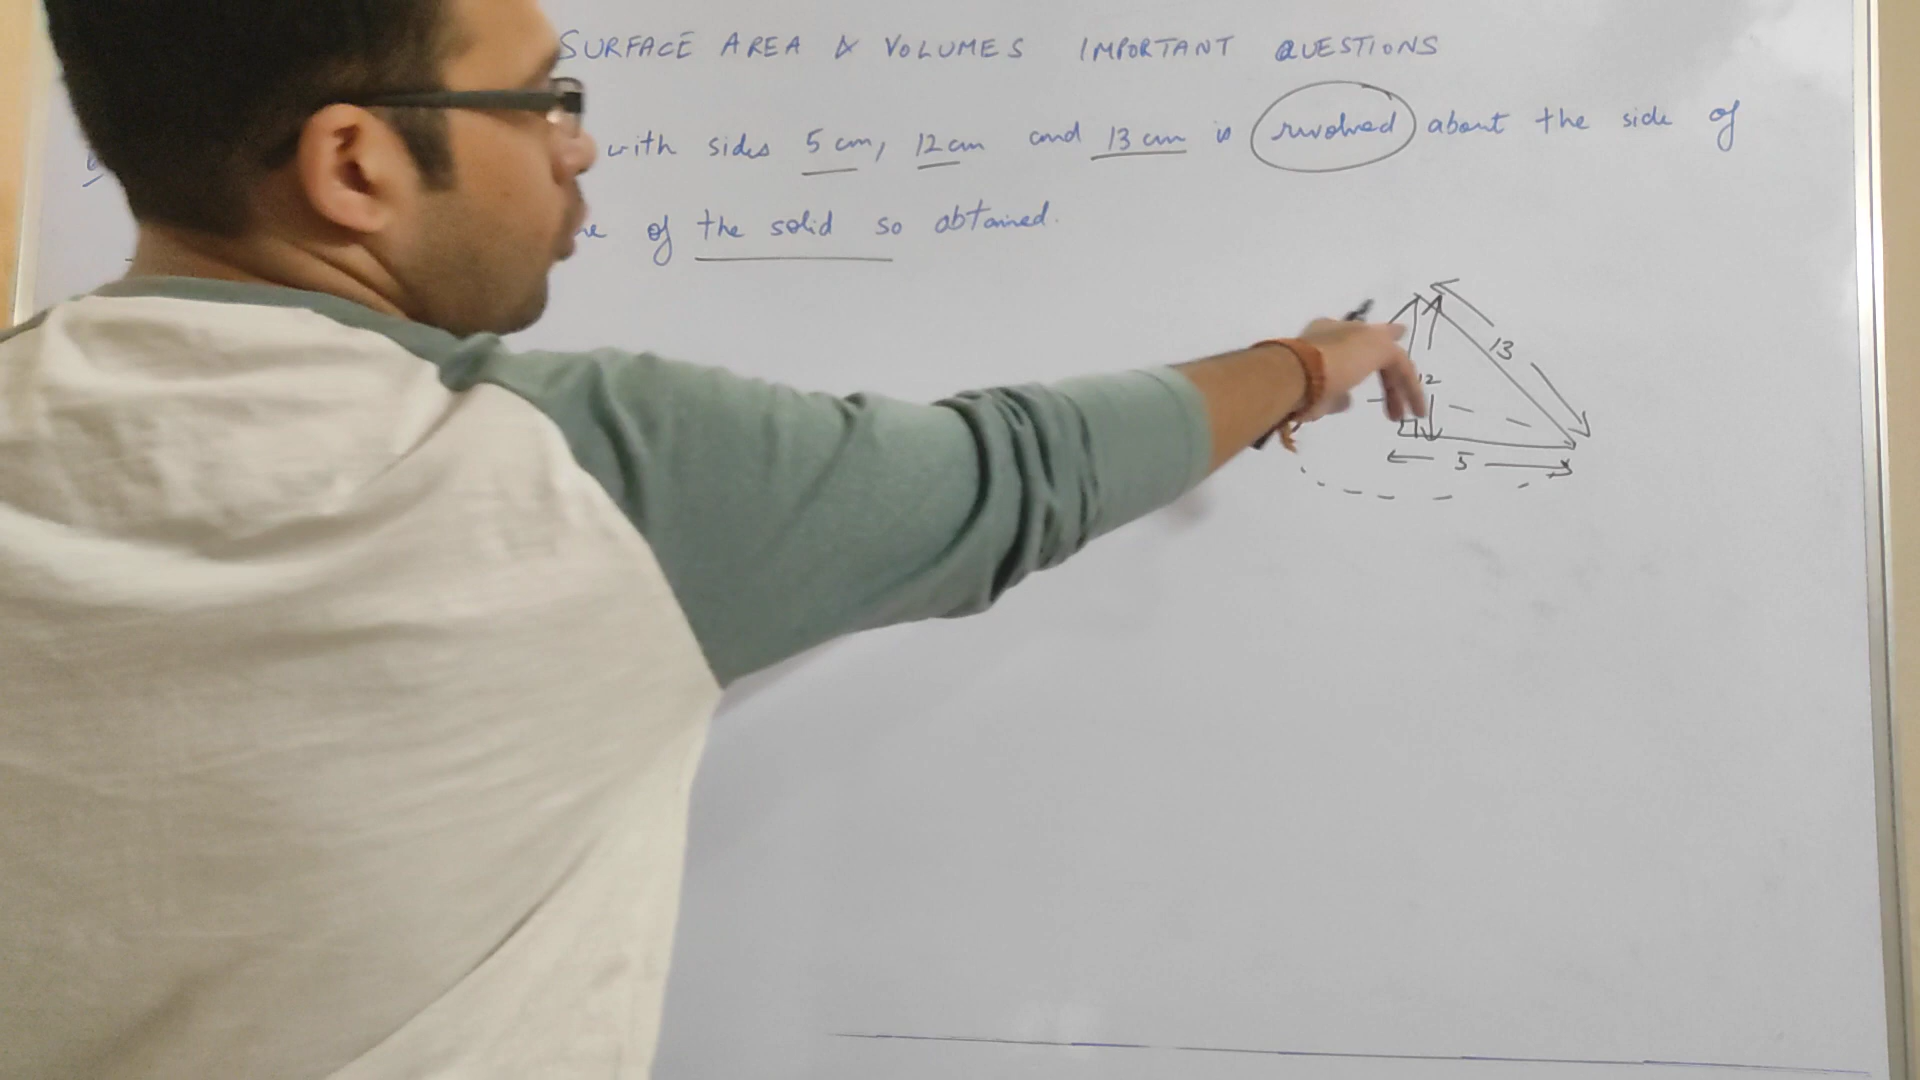 SURFACE AREA & VOLUMES IMPORTANT QUESTIONS
with sides 5 cm, 12 cm and 13 cm is revolved about the side of
of the solid so obtained.
13
12
5